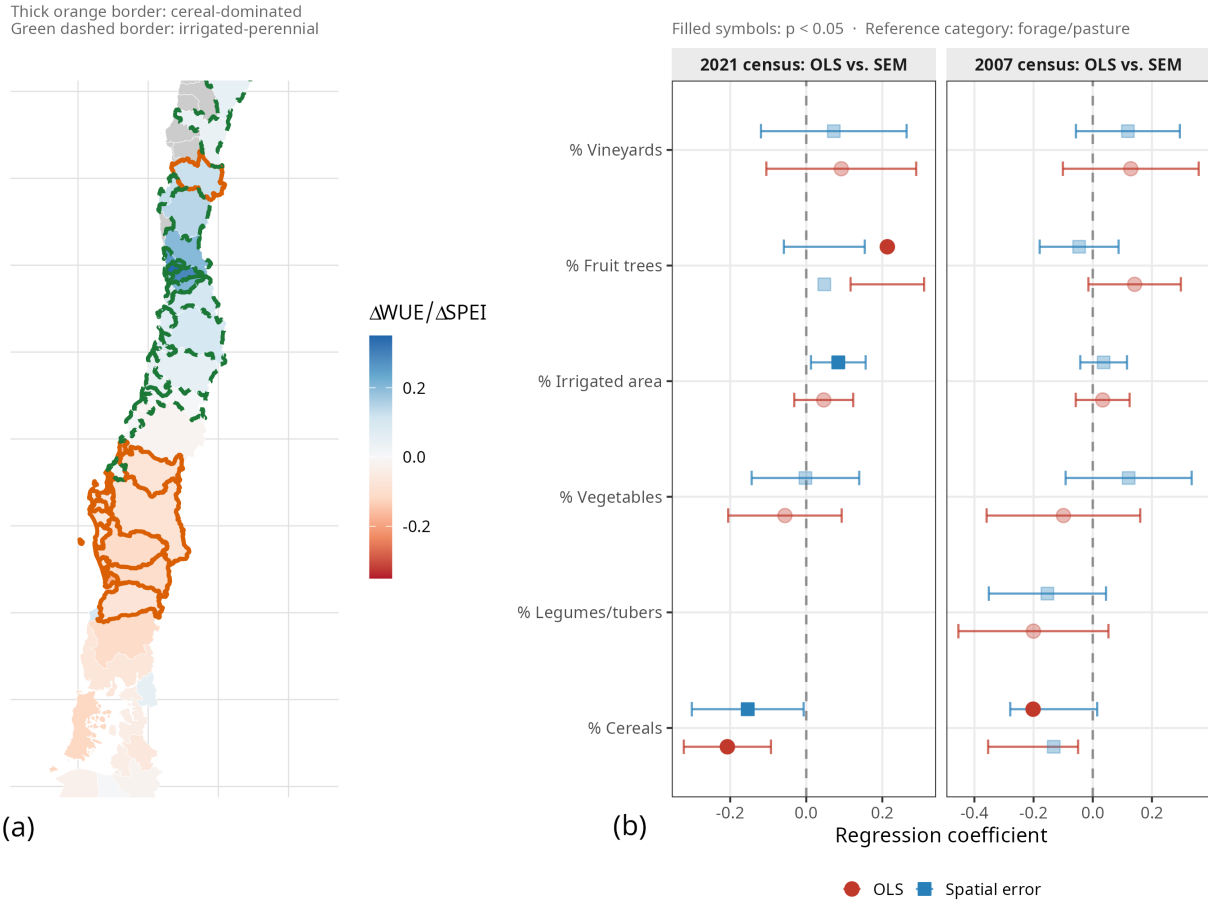 Thick orange border: cereal-dominated
Green dashed border: irrigated-perennial
ΔWUE/ΔSPEI
0.2
0.0
-0.2
(a)
Filled symbols: p < 0.05 · Reference category: forage/pasture
2021 census: OLS vs. SEM
2007 census: OLS vs. SEM
% Vineyards
% Fruit trees
% Irrigated area
% Vegetables
% Legumes/tubers
% Cereals
-0.2 0.0 0.2
-0.4 -0.2 0.0 0.2
(b)
Regression coefficient
OLS Spatial error